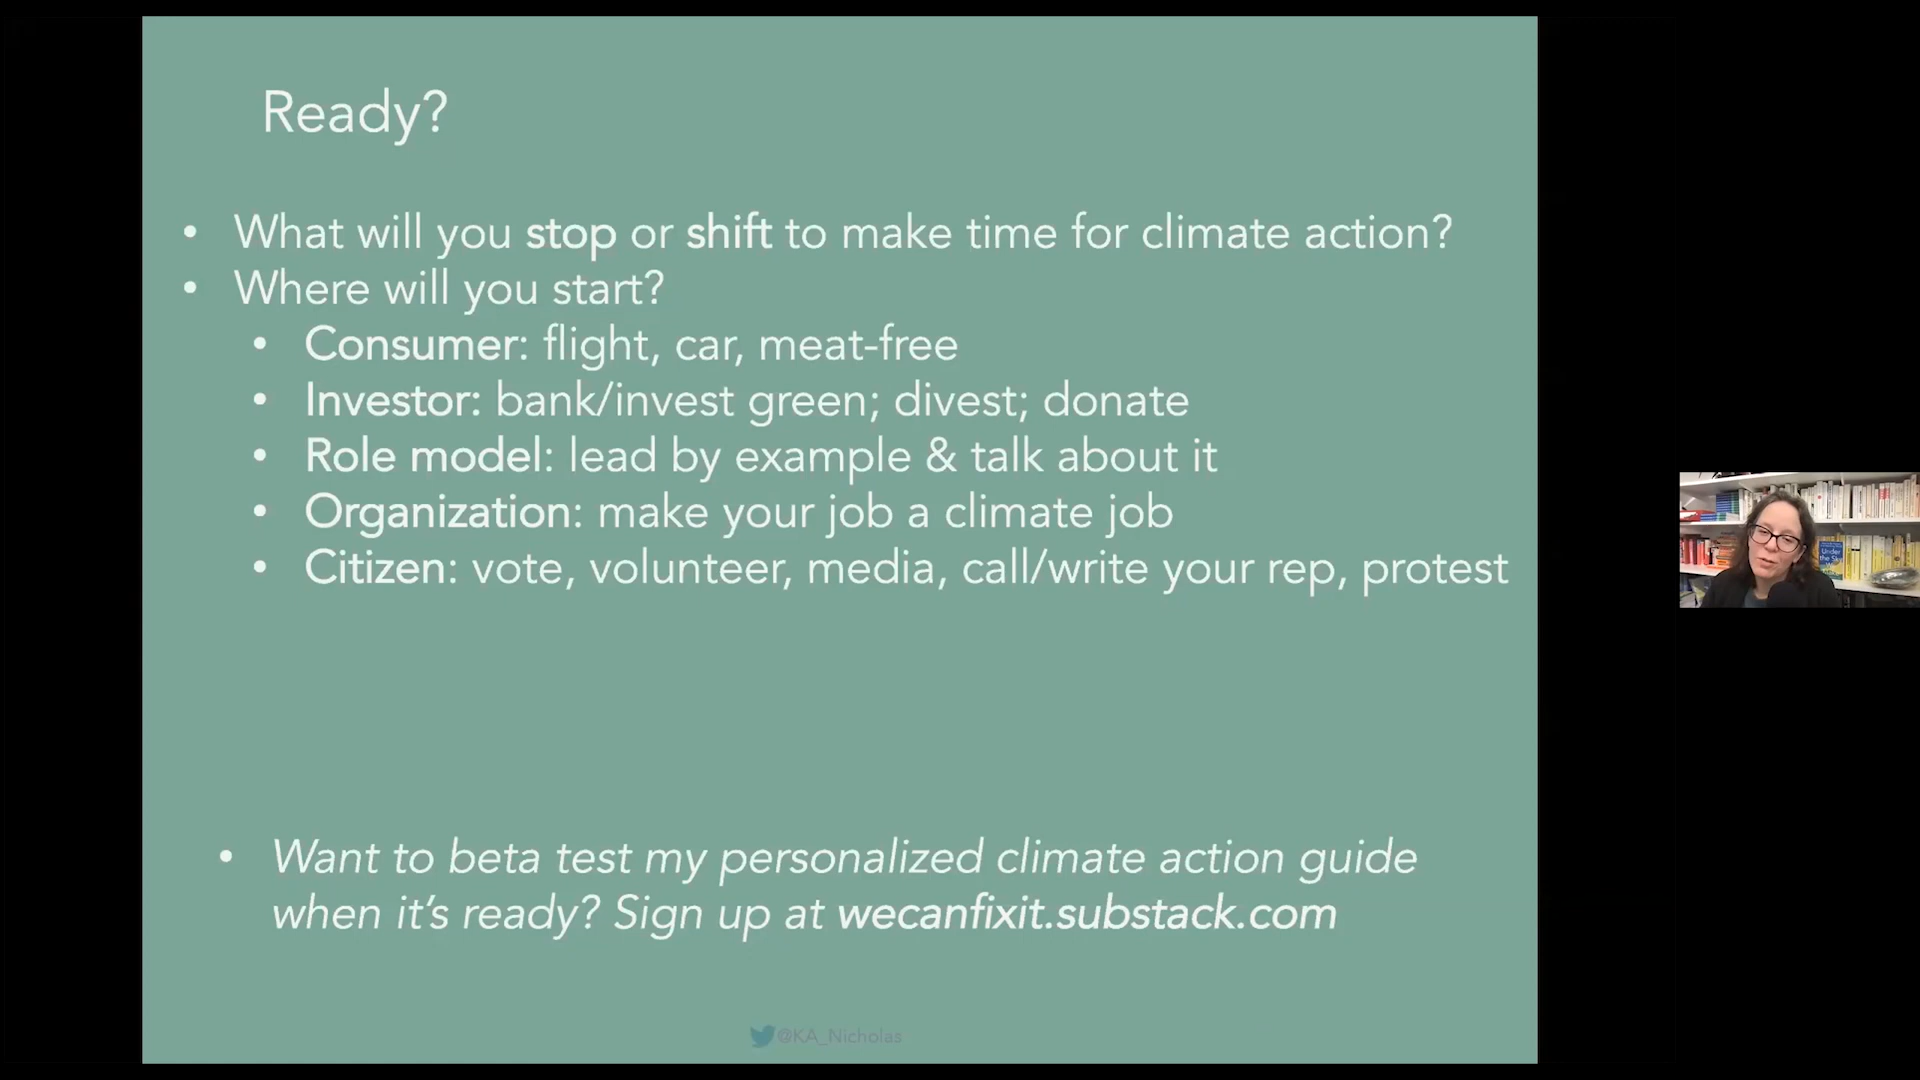 Ready?
• What will you stop or shift to make time for climate action?
• Where will you start?
• Consumer: flight, car, meat-free
• Investor: bank/invest green; divest; donate
• Role model: lead by example & talk about it
• Organization: make your job a climate job
• Citizen: vote, volunteer, media, call/write your rep, protest
Under
the Sky
• Want to beta test my personalized climate action guide
when it’s ready? Sign up at wecanfixit.substack.com
@KA_Nicholas